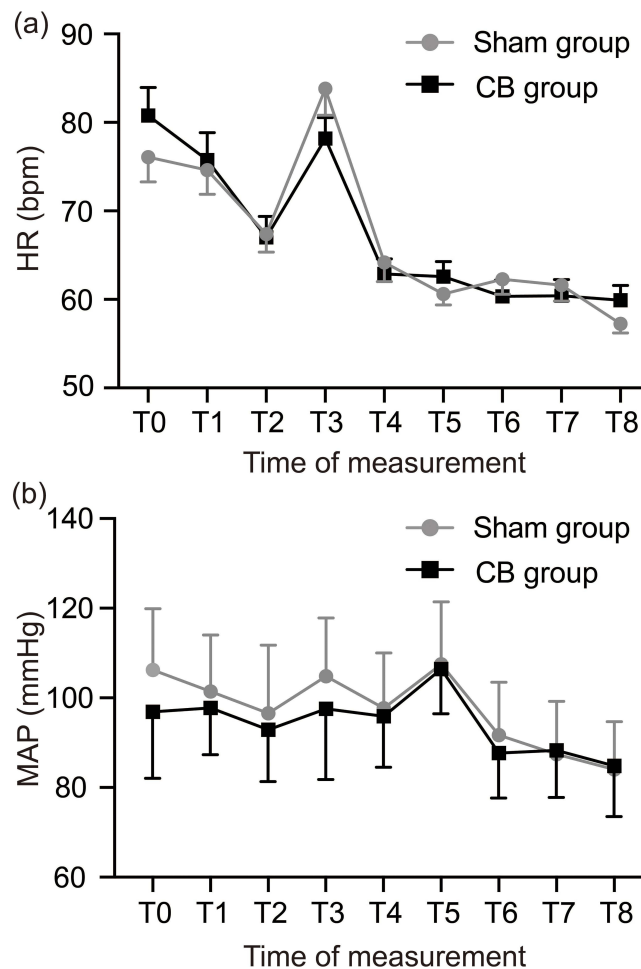 (a)
90
80
70
60
50
HR (bpm)
Sham group
CB group
T0 T1 T2 T3 T4 T5 T6 T7 T8
Time of measurement
(b)
140
120
100
80
60
MAP (mmHg)
Sham group
CB group
T0 T1 T2 T3 T4 T5 T6 T7 T8
Time of measurement